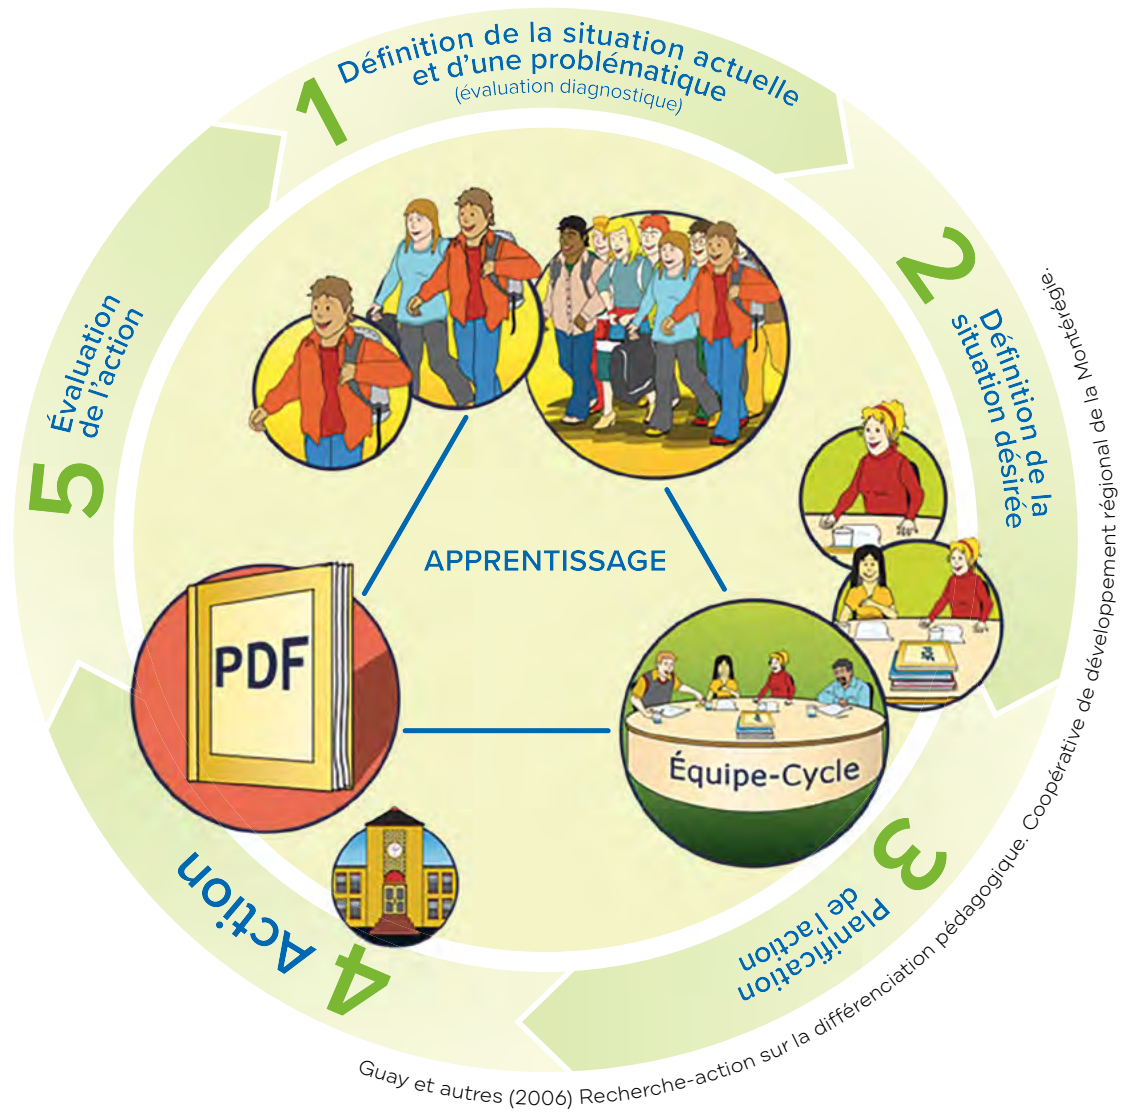 1
Définition de la situation actuelle
et d’une problématique
(évaluation diagnostique)
2
Définition de la
situation désirée
3
Planification
de l’action
4
Action
5
Évaluation
de l’action
APPRENTISSAGE
PDF
Équipe-Cycle
Guay et autres (2006) Recherche-action sur la différenciation pédagogique. Coopérative de développement régional de la Montérégie.